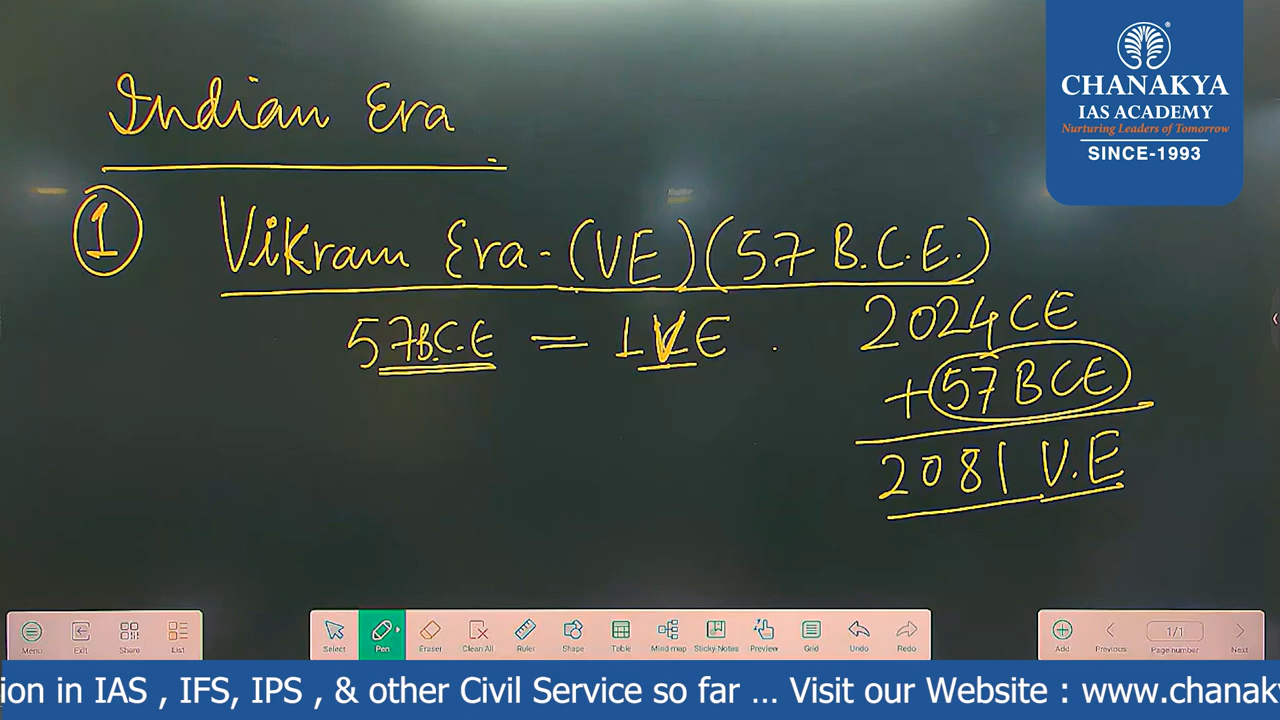 CHANAKYA
IAS ACADEMY
Nurturing Leaders of Tomorrow
SINCE-1993
Indian Era
1 Vikram Era - (VE) (57 B.C.E.)
57 B.C.E = 1 VE
2024 CE
+ 57 BCE
2081 V.E
Menu Exit Share List
Select Pen Eraser Clean All Ruler Shape Table Mind map Sticky-Notes Preview Grid Undo Redo
Add Previous 1/1 Page number Next
ion in IAS , IFS, IPS , & other Civil Service so far ... Visit our Website : www.chanak